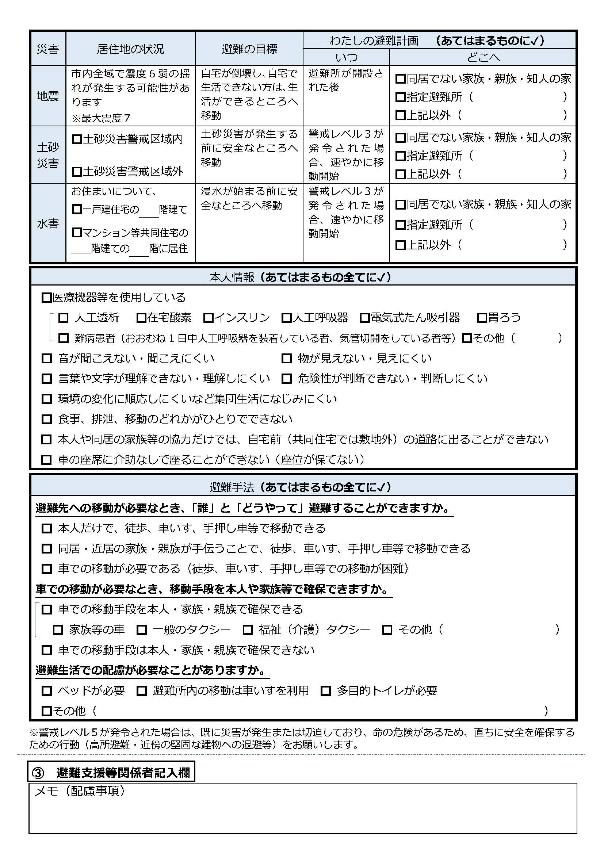 災害 居住地の状況 避難の目標 わたしの避難計画 (あてはまるものに✓)
いつ どこへ
地震
市内全域で震度6弱の揺
れが発生する可能性があ
ります
※最大震度7
自宅が倒壊し、自宅で
生活できない方は、生
活ができるところへ
移動
避難所が開設され
た後
□同居でない家族・親族・知人の家
□指定避難所( )
□上記以外( )
土砂
災害
□土砂災害警戒区域内
□土砂災害警戒区域外
土砂災害が発生する
前に安全なところへ
移動
警戒レベル3が
発令された場
合、速やかに移
動開始
□同居でない家族・親族・知人の家
□指定避難所( )
□上記以外( )
水害
お住まいについて、
□一戸建住宅の___階建て
□マンション等共同住宅の
___階建ての___階に居住
浸水が始まる前に安
全なところへ移動
警戒レベル3が
発令された場
合、速やかに移
動開始
□同居でない家族・親族・知人の家
□指定避難所( )
□上記以外( )
本人情報(あてはまるもの全てに✓)
□医療機器等を使用している
□ 人工透析 □在宅酸素 □インスリン □人工呼吸器 □電気式たん吸引器 □胃ろう
□ 難病患者(おおむね1日中人工呼吸器を装着している者、気管切開をしている者等)□その他( )
□ 音が聞こえない・聞こえにくい □ 物が見えない・見えにくい
□ 言葉や文字が理解できない・理解しにくい □ 危険性が判断できない・判断しにくい
□ 環境の変化に順応しにくいなど集団生活になじみにくい
□ 食事、排泄、移動のどれかがひとりでできない
□ 本人や同居の家族等の協力だけでは、自宅前(共同住宅では敷地外)の道路に出ることができない
□ 車の座席に介助なしで座ることができない(座位が保てない)
避難手法(あてはまるもの全てに✓)
避難先への移動が必要なとき、「誰」と「どうやって」避難することができますか。
□ 本人だけで、徒歩、車いす、手押し車等で移動できる
□ 同居・近居の家族・親族が手伝うことで、徒歩、車いす、手押し車等で移動できる
□ 車での移動が必要である(徒歩、車いす、手押し車等での移動が困難)
車での移動が必要なとき、移動手段を本人や家族等で確保できますか。
□ 車での移動手段を本人・家族・親族で確保できる
□ 家族等の車 □ 一般のタクシー □ 福祉(介護)タクシー □ その他( )
□ 車での移動手段は本人・家族・親族で確保できない
避難生活での配慮が必要なことがありますか。
□ ベッドが必要 □ 避難所内の移動は車いすを利用 □ 多目的トイレが必要
□その他( )
※警戒レベル5が発令された場合は、既に災害が発生または切迫しており、命の危険があるため、直ちに安全を確保する
ための行動(高所避難・近傍の堅固な建物への退避等)をお願いします。
③ 避難支援等関係者記入欄
メモ(配慮事項)